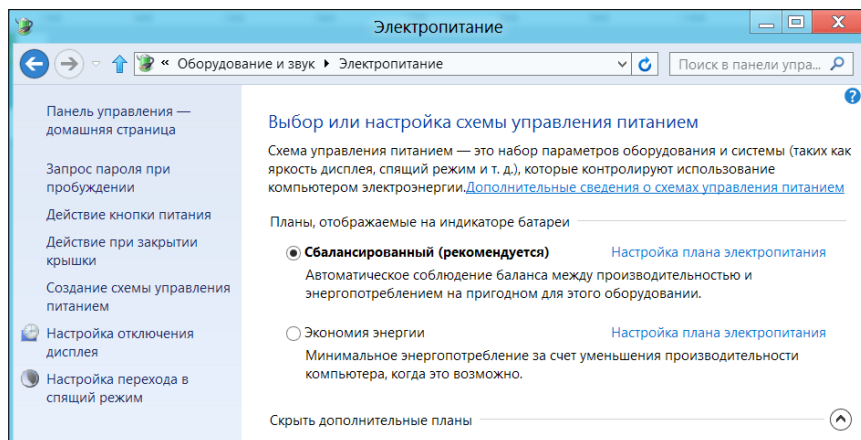 Электропитание
« Оборудование и звук ▸ Электропитание
Поиск в панели упра...
Панель управления —
домашняя страница
Запрос пароля при
пробуждении
Действие кнопки питания
Действие при закрытии
крышки
Создание схемы управления
питанием
Настройка отключения
дисплея
Настройка перехода в
спящий режим
Выбор или настройка схемы управления питанием
Схема управления питанием — это набор параметров оборудования и системы (таких как
яркость дисплея, спящий режим и т. д.), которые контролируют использование
компьютером электроэнергии.Дополнительные сведения о схемах управления питанием
Планы, отображаемые на индикаторе батареи
Сбалансированный (рекомендуется) Настройка плана электропитания
Автоматическое соблюдение баланса между производительностью и
энергопотреблением на пригодном для этого оборудовании.
Экономия энергии Настройка плана электропитания
Минимальное энергопотребление за счет уменьшения производительности
компьютера, когда это возможно.
Скрыть дополнительные планы